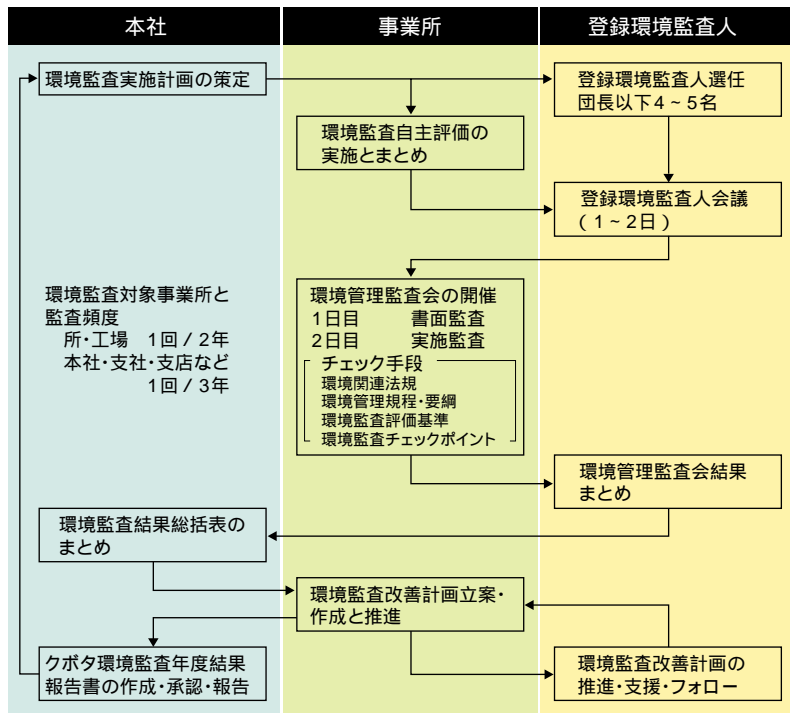 本社
事業所
登録環境監査人
環境監査実施計画の策定
登録環境監査人選任
団長以下4~5名
環境監査自主評価の
実施とまとめ
登録環境監査人会議
(1~2日)
環境監査対象事業所と
監査頻度
所・工場 1回/2年
本社・支社・支店など
1回/3年
環境管理監査会の開催
1日目 書面監査
2日目 実施監査
チェック手段
環境関連法規
環境管理規程・要綱
環境監査評価基準
環境監査チェックポイント
環境管理監査会結果
まとめ
環境監査結果総括表の
まとめ
環境監査改善計画立案・
作成と推進
クボタ環境監査年度結果
報告書の作成・承認・報告
環境監査改善計画の
推進・支援・フォロー